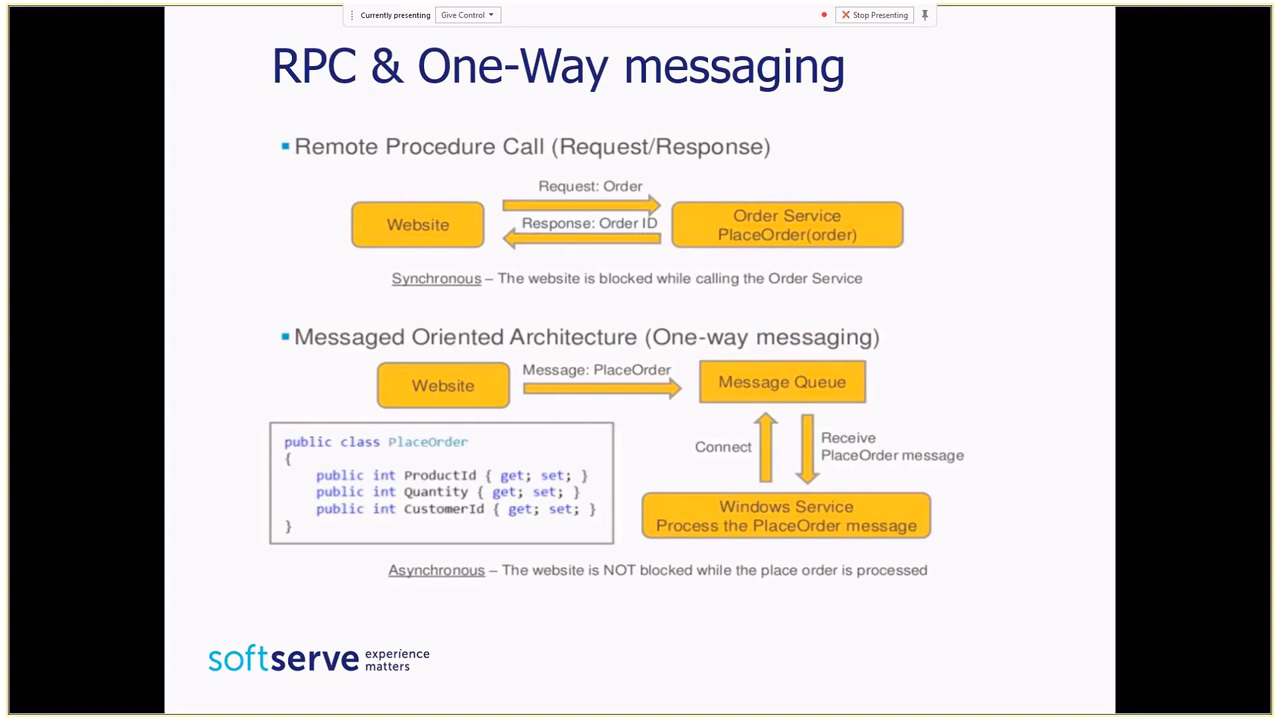 Currently presenting Give Control Stop Presenting
RPC & One-Way messaging
Remote Procedure Call (Request/Response)
Request: Order
Website
Response: Order ID
Order Service
PlaceOrder(order)
Synchronous – The website is blocked while calling the Order Service
Messaged Oriented Architecture (One-way messaging)
Website
Message: PlaceOrder
Message Queue
public class PlaceOrder
{
public int ProductId { get; set; }
public int Quantity { get; set; }
public int CustomerId { get; set; }
}
Connect
Receive
PlaceOrder message
Windows Service
Process the PlaceOrder message
Asynchronous – The website is NOT blocked while the place order is processed
softserve
experience
matters